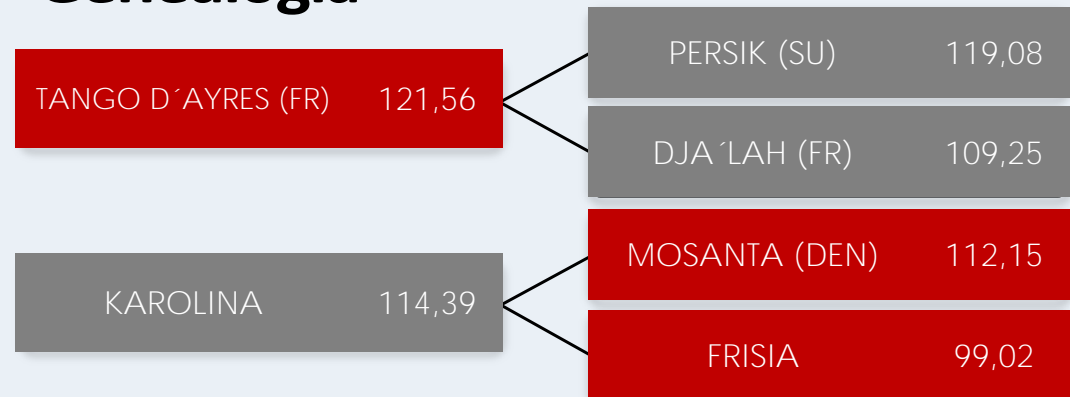 Genealogía
TANGO D´AYRES (FR) 121,56
PERSIK (SU) 119,08
DJA´LAH (FR) 109,25
KAROLINA 114,39
MOSANTA (DEN) 112,15
FRISIA 99,02